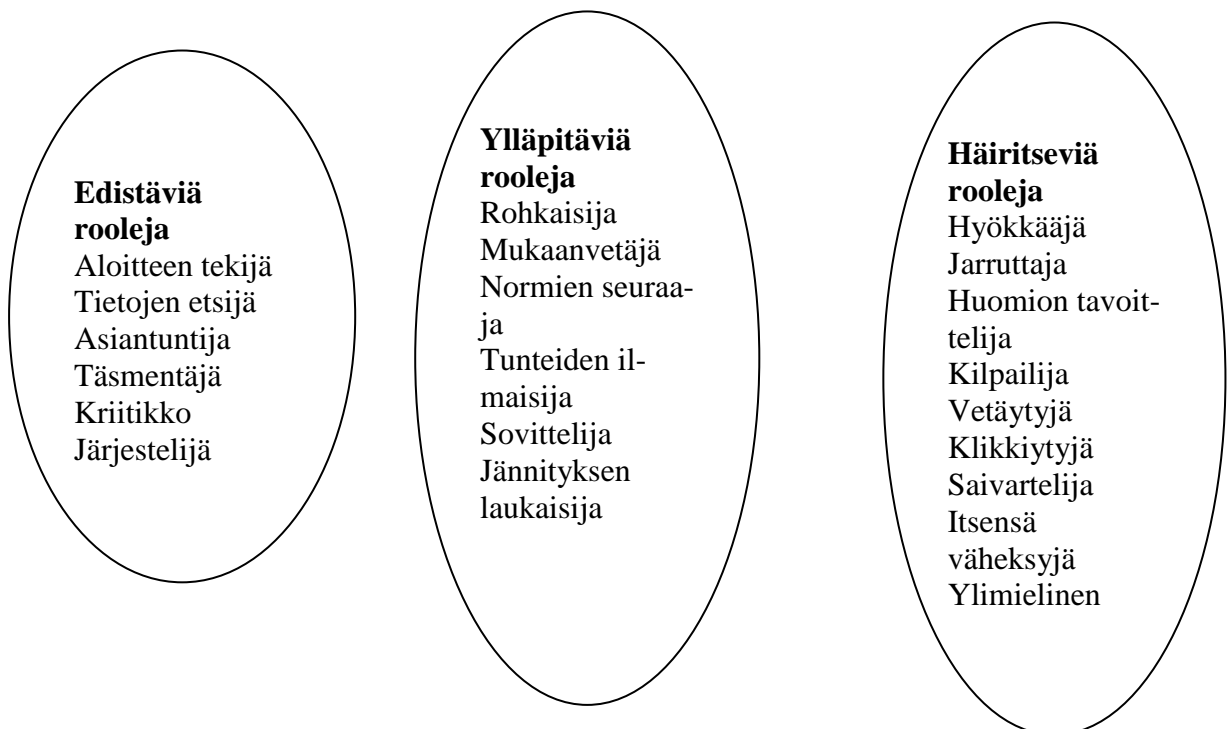 Edistäviä
rooleja
Aloitteen tekijä
Tietojen etsijä
Asiantuntija
Täsmentäjä
Kriitikko
Järjestelijä
Ylläpitäviä
rooleja
Rohkaisija
Mukaanvetäjä
Normien seuraa-
ja
Tunteiden il-
maisija
Sovittelija
Jännityksen
laukaisija
Häiritseviä
rooleja
Hyökkääjä
Jarruttaja
Huomion tavoit-
telija
Kilpailija
Vetäytyjä
Klikkiytyjä
Saivartelija
Itsensä
väheksyjä
Ylimielinen